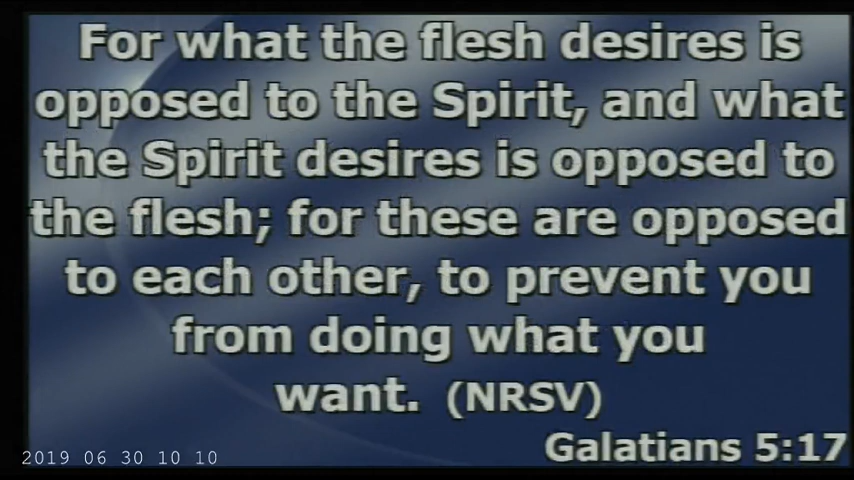 For what the flesh desires is
opposed to the Spirit, and what
the Spirit desires is opposed to
the flesh; for these are opposed
to each other, to prevent you
from doing what you
want. (NRSV)
Galatians 5:17
2019 06 30 10 10